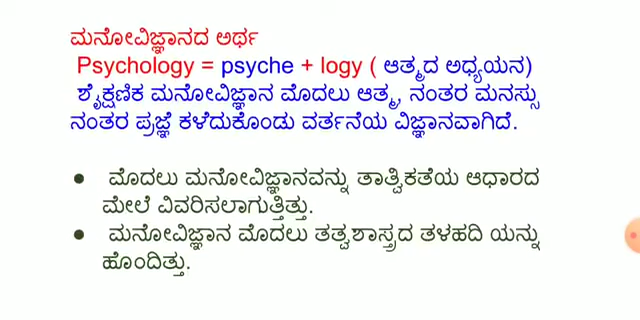 ಮನೋವಿಜ್ಞಾನದ ಅರ್ಥ
Psychology = psyche + logy ( ಆತ್ಮದ ಅಧ್ಯಯನ)
ಶೈಕ್ಷಣಿಕ ಮನೋವಿಜ್ಞಾನ ಮೊದಲು ಆತ್ಮ, ನಂತರ ಮನಸ್ಸು
ನಂತರ ಪ್ರಜ್ಞೆ ಕಳೆದುಕೊಂಡು ವರ್ತನೆಯ ವಿಜ್ಞಾನವಾಗಿದೆ.
● ಮೊದಲು ಮನೋವಿಜ್ಞಾನವನ್ನು ತಾತ್ವಿಕತೆಯ ಆಧಾರದ
ಮೇಲೆ ವಿವರಿಸಲಾಗುತ್ತಿತ್ತು.
● ಮನೋವಿಜ್ಞಾನ ಮೊದಲು ತತ್ವಶಾಸ್ತ್ರದ ತಳಹದಿ ಯನ್ನು
ಹೊಂದಿತ್ತು.